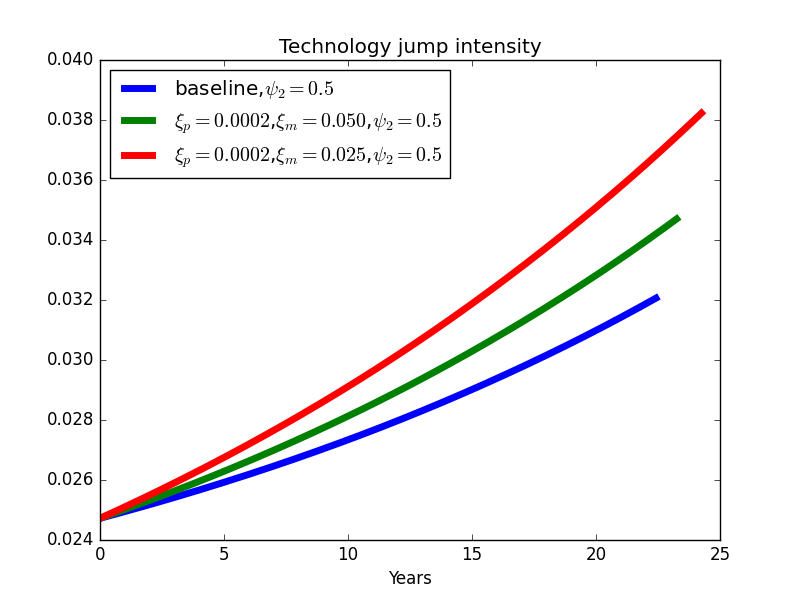 Technology jump intensity
0.040
0.038
0.036
0.034
0.032
0.030
0.028
0.026
0.024
baseline,ψ₂ = 0.5
ξₚ = 0.0002,ξₘ = 0.050,ψ₂ = 0.5
ξₚ = 0.0002,ξₘ = 0.025,ψ₂ = 0.5
0 5 10 15 20 25
Years